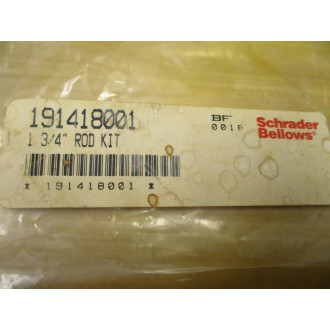 191418001
1 3/4" ROD KIT
* 191418001 *
BF
001F
Schrader
Bellows®